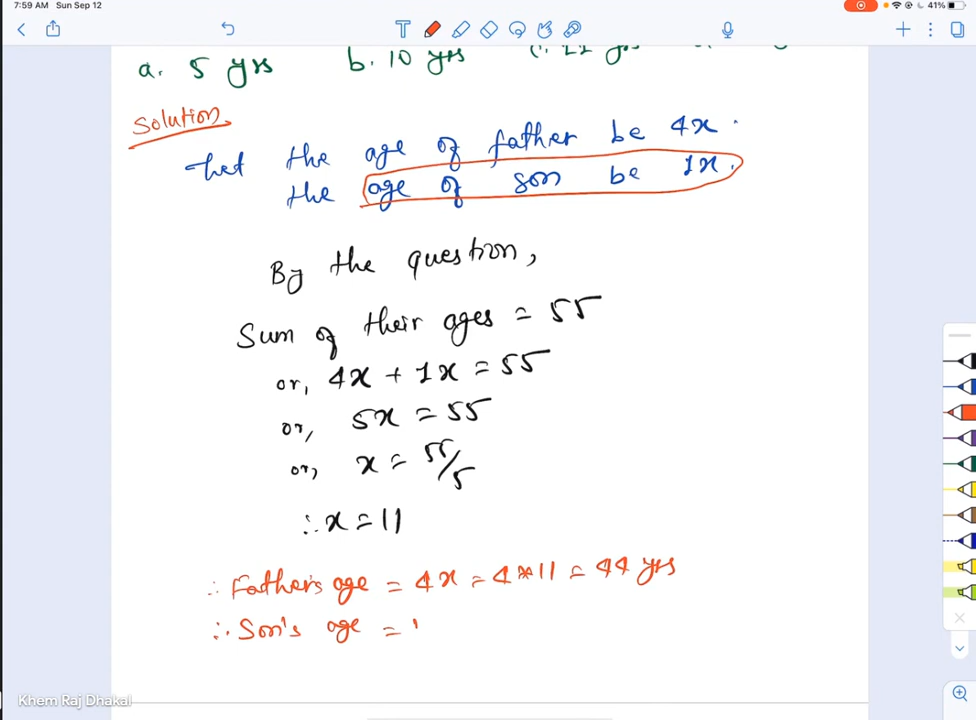 7:59 AM Sun Sep 12
41%
a. 5 yrs b. 10 yrs
Solution
Let the age of father be 4x.
the age of son be 1x.
By the question,
Sum of their ages = 55
or, 4x + 1x = 55
or, 5x = 55
or, x = 55/5
∴ x = 11
∴ Father's age = 4x = 4*11 = 44 yrs
∴ Son's age =
Khem Raj Dhakal